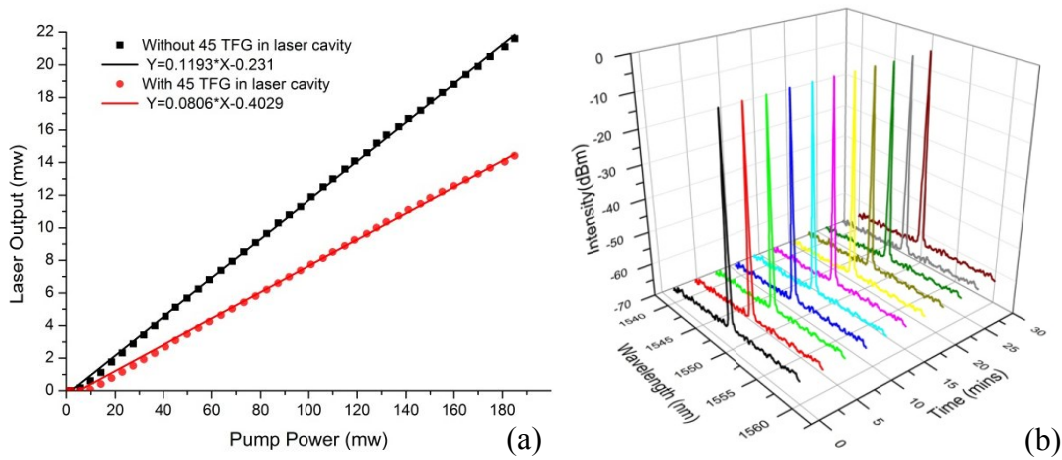 22
20
18
16
14
12
10
8
6
4
2
0
Laser Output (mw)
Without 45 TFG in laser cavity
Y=0.1193*X-0.231
With 45 TFG in laser cavity
Y=0.0806*X-0.4029
0 20 40 60 80 100 120 140 160 180
Pump Power (mw)
(a)
0
-10
-20
-30
-40
-50
-60
-70
Intensity(dBm)
1540
1545
1550
1555
1560
Wavelength (nm)
0
5
10
15
20
25
30
Time (mins)
(b)